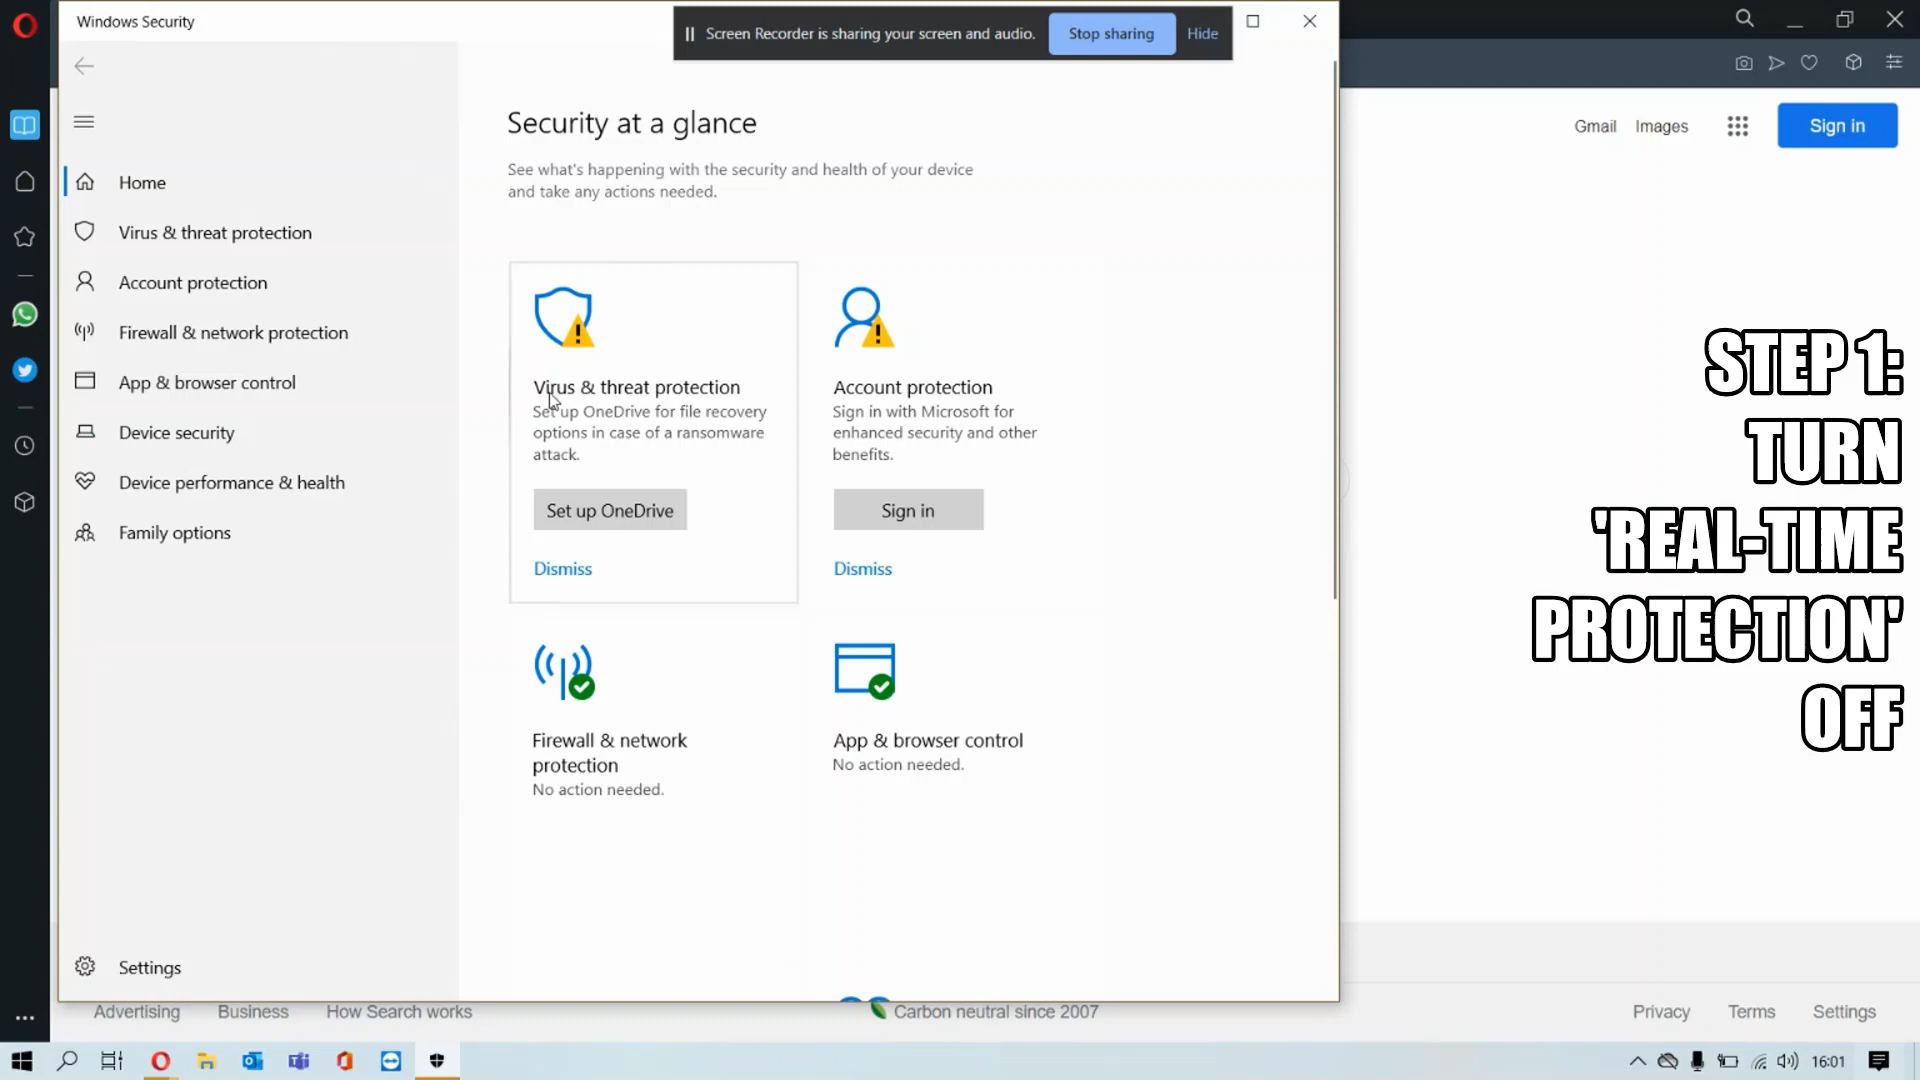 Windows Security
Screen Recorder is sharing your screen and audio.
Stop sharing
Hide
Home
Virus & threat protection
Account protection
Firewall & network protection
App & browser control
Device security
Device performance & health
Family options
Settings
Security at a glance
See what's happening with the security and health of your device
and take any actions needed.
Virus & threat protection
Set up OneDrive for file recovery
options in case of a ransomware
attack.
Set up OneDrive
Dismiss
Account protection
Sign in with Microsoft for
enhanced security and other
benefits.
Sign in
Dismiss
Firewall & network
protection
No action needed.
App & browser control
No action needed.
Gmail
Images
Sign in
STEP 1:
TURN
'REAL-TIME
PROTECTION'
OFF
Advertising
Business
How Search works
Carbon neutral since 2007
Privacy
Terms
Settings
16:01